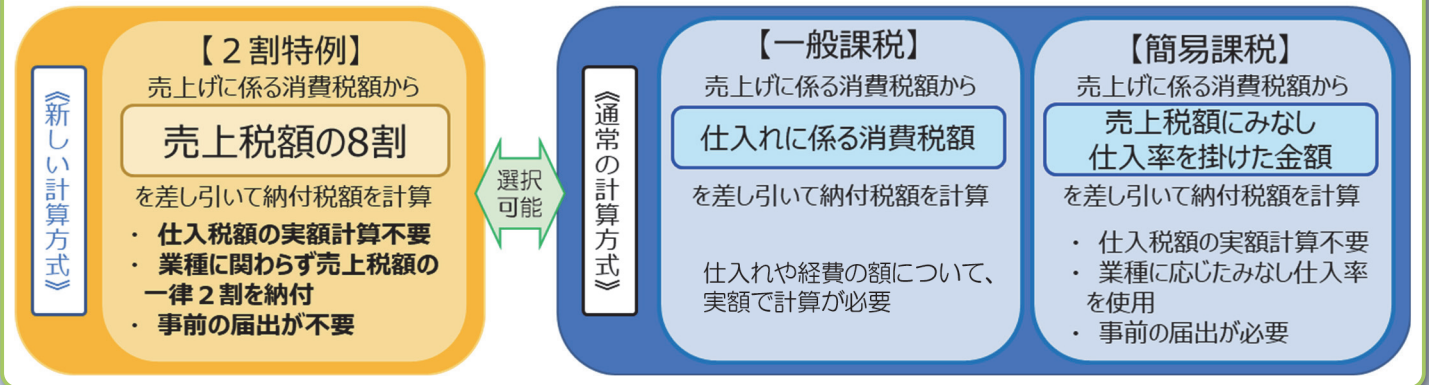 《新しい計算方式》
【２割特例】
売上げに係る消費税額から
売上税額の8割
を差し引いて納付税額を計算
・ 仕入税額の実額計算不要
・ 業種に関わらず売上税額の
一律２割を納付
・ 事前の届出が不要
選択
可能
《通常の計算方式》
【一般課税】
売上げに係る消費税額から
仕入れに係る消費税額
を差し引いて納付税額を計算
仕入れや経費の額について、
実額で計算が必要
【簡易課税】
売上げに係る消費税額から
売上税額にみなし
仕入率を掛けた金額
を差し引いて納付税額を計算
・ 仕入税額の実額計算不要
・ 業種に応じたみなし仕入率
を使用
・ 事前の届出が必要